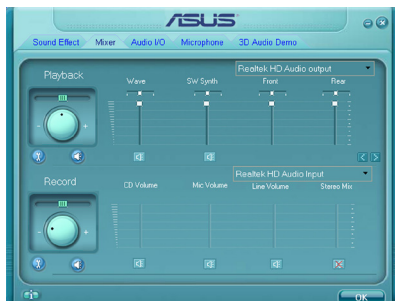 ASUS
Sound Effect Mixer Audio I/O Microphone 3D Audio Demo
Playback
Realtek HD Audio output
Wave SW Synth Front Rear
Record
Realtek HD Audio Input
CD Volume Mic Volume Line Volume Stereo Mix
OK